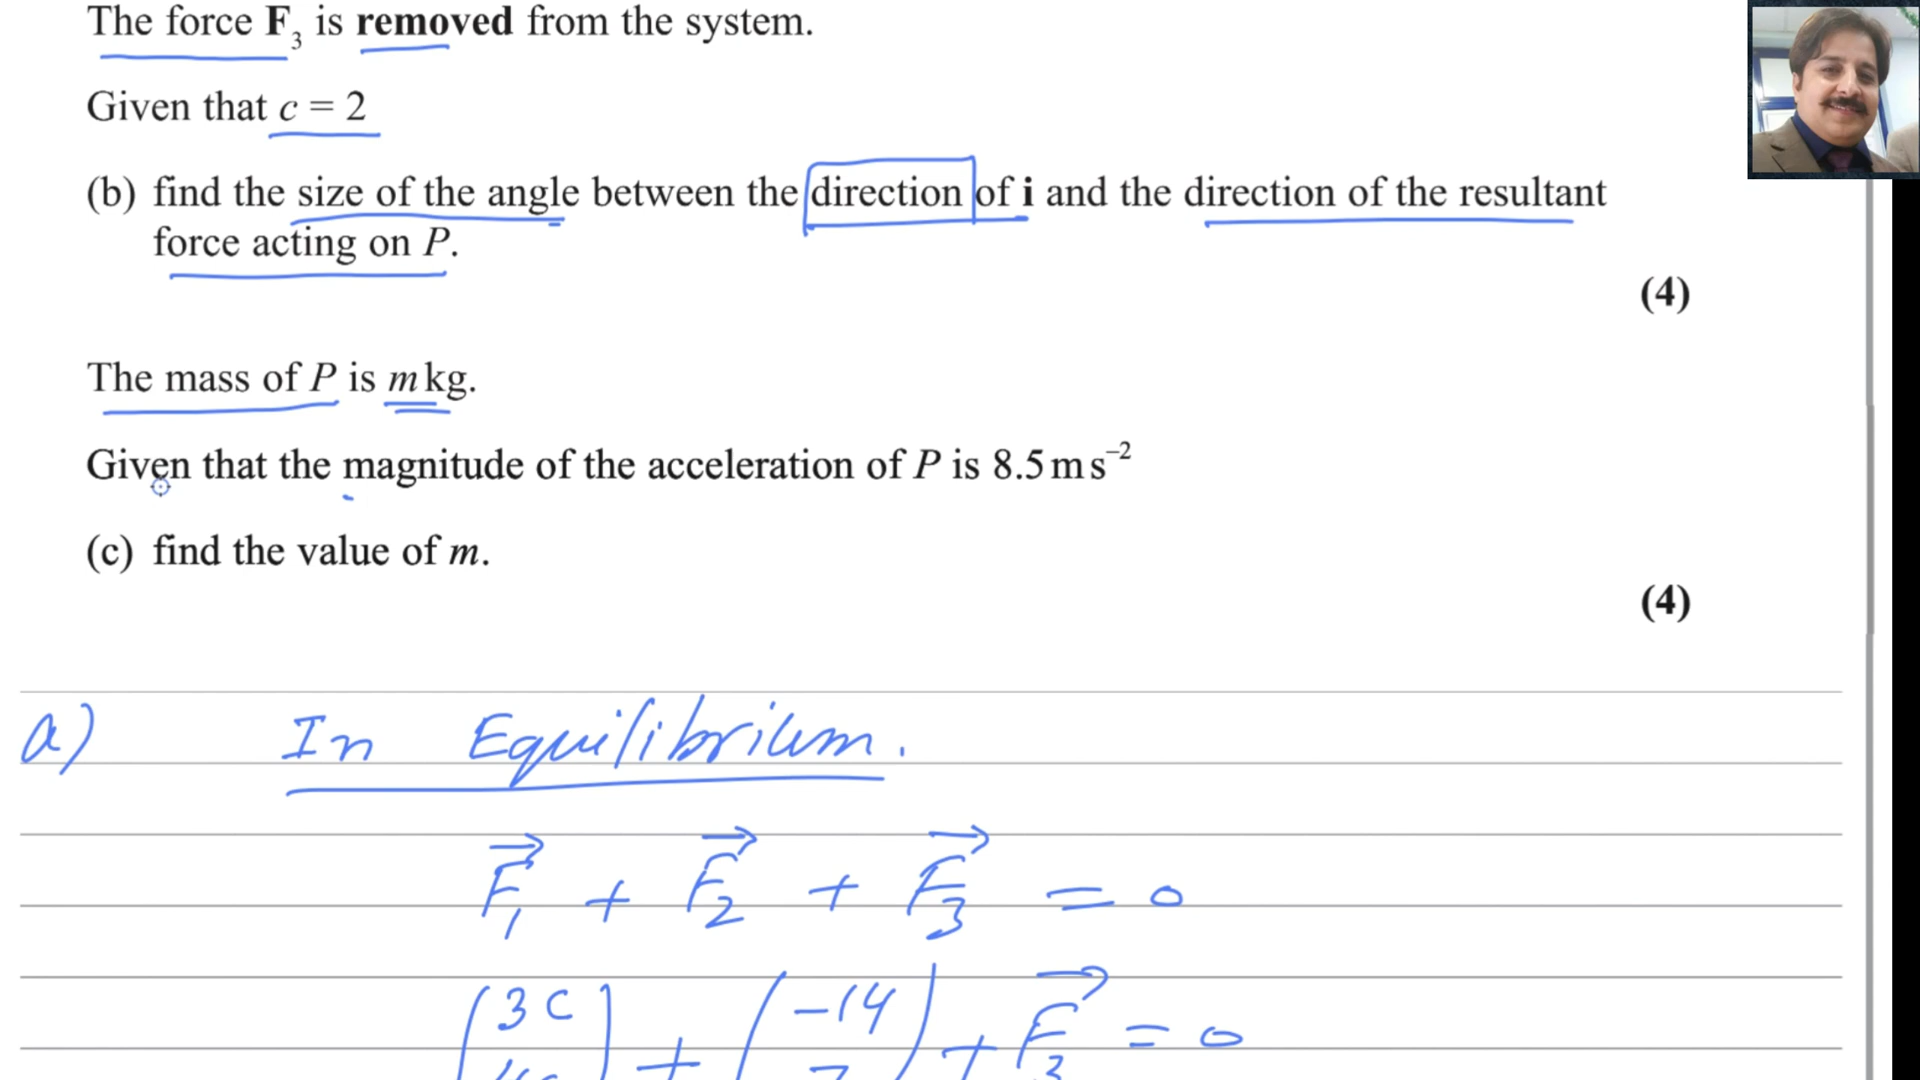 The force F₃ is removed from the system.
Given that c = 2
(b) find the size of the angle between the direction of i and the direction of the resultant
force acting on P.
(4)
The mass of P is m kg.
Given that the magnitude of the acceleration of P is 8.5 m s⁻²
(c) find the value of m.
(4)
a) In Equilibrium.
F₁ + F₂ + F₃ = 0
(3c) + (-14) + F₃ = 0